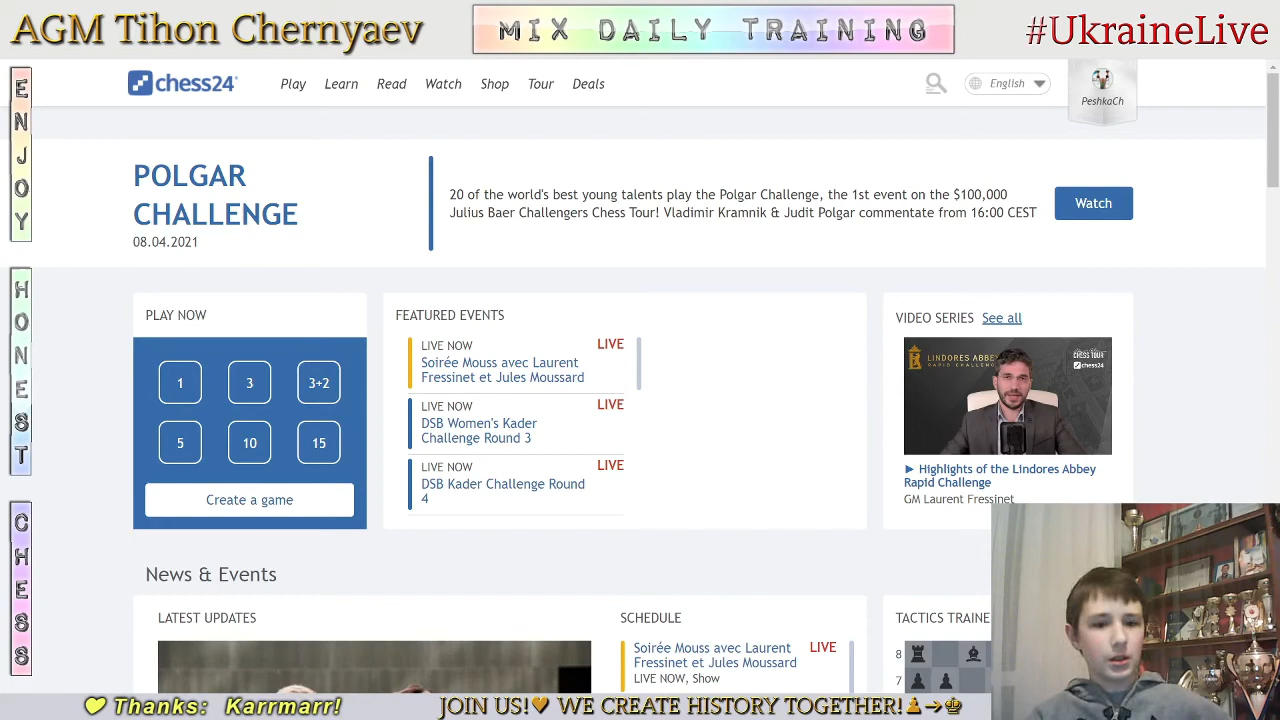 AGM Tihon Chernyaev
MIX DAILY TRAINING
#UkraineLive
ENJOY
HONEST
CHESS
chess24
Play Learn Read Watch Shop Tour Deals
English
PeshkaCh
POLGAR
CHALLENGE
08.04.2021
20 of the world's best young talents play the Polgar Challenge, the 1st event on the $100,000
Julius Baer Challengers Chess Tour! Vladimir Kramnik & Judit Polgar commentate from 16:00 CEST
Watch
PLAY NOW
1 3 3+2
5 10 15
Create a game
FEATURED EVENTS
LIVE NOW LIVE
Soirée Mouss avec Laurent
Fressinet et Jules Moussard
LIVE NOW LIVE
DSB Women's Kader
Challenge Round 3
LIVE NOW LIVE
DSB Kader Challenge Round
4
VIDEO SERIES See all
LINDORES ABBEY
RAPID CHALLENGE
CHESS TOUR
chess24
Highlights of the Lindores Abbey
Rapid Challenge
GM Laurent Fressinet
News & Events
LATEST UPDATES
SCHEDULE
Soirée Mouss avec Laurent LIVE
Fressinet et Jules Moussard
LIVE NOW, Show
TACTICS TRAINE
8
7
Thanks: Karrmarr!
JOIN US! WE CREATE HISTORY TOGETHER!